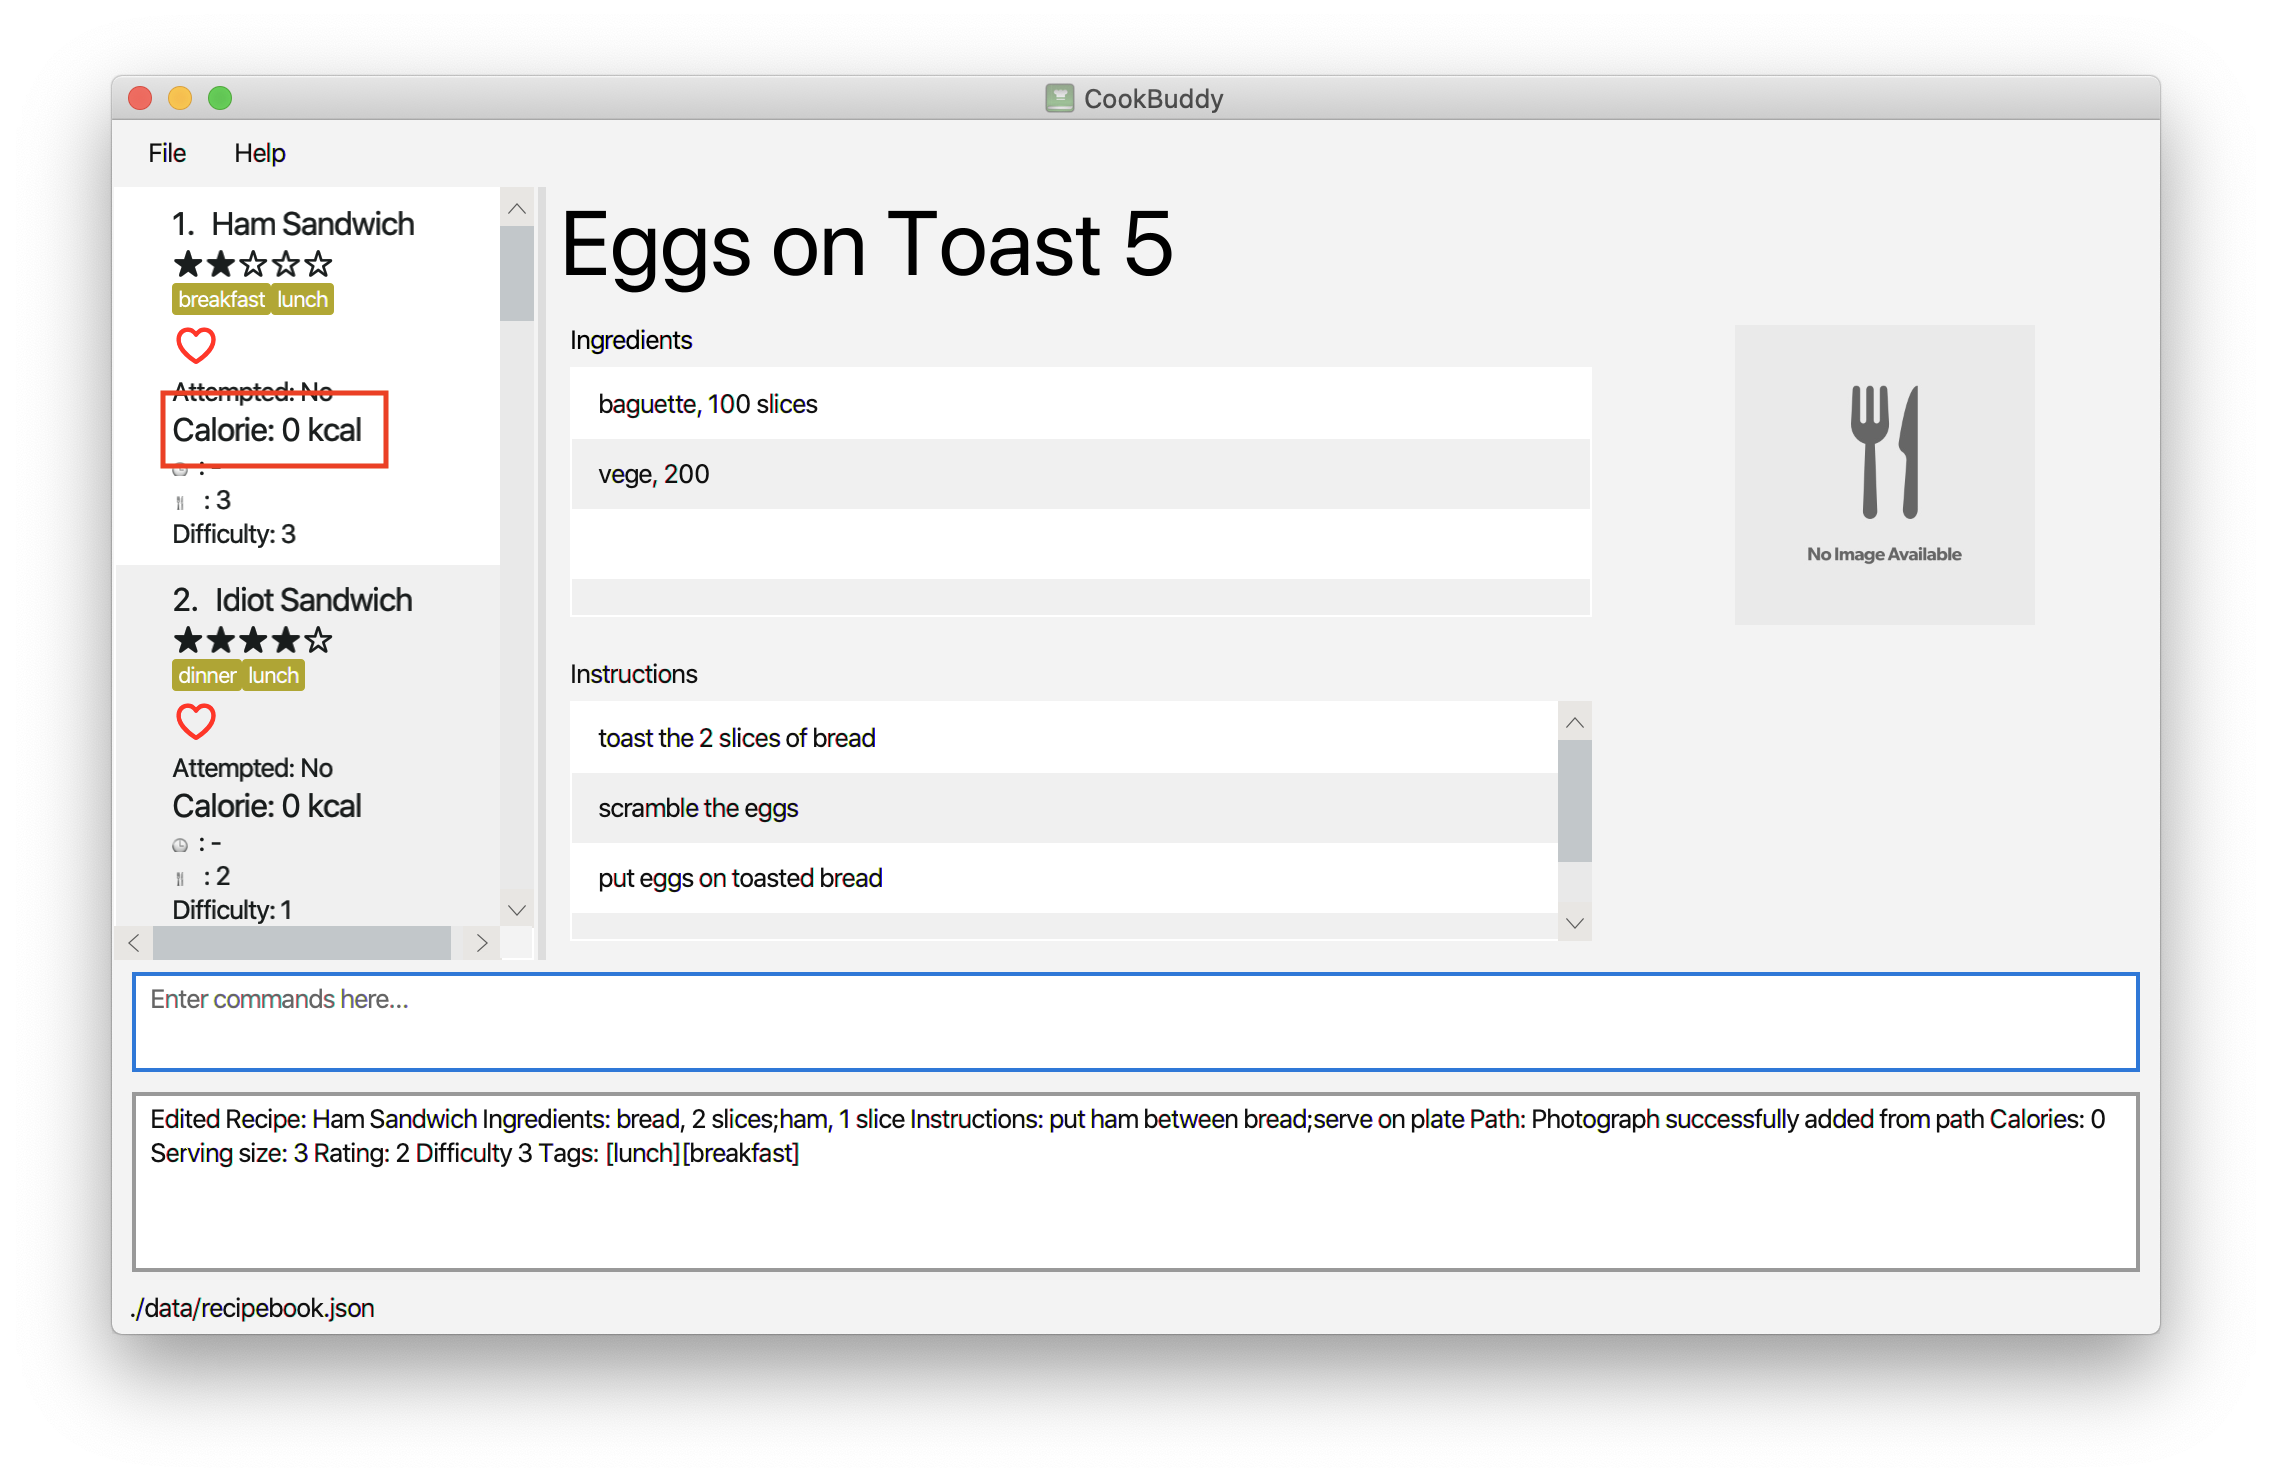 CookBuddy
File Help
1. Ham Sandwich
★★☆☆☆
breakfast lunch
Attempted: No
Calorie: 0 kcal
: -
: 3
Difficulty: 3
2. Idiot Sandwich
★★★★☆
dinner lunch
Attempted: No
Calorie: 0 kcal
: -
: 2
Difficulty: 1
Eggs on Toast 5
Ingredients
baguette, 100 slices
vege, 200
No Image Available
Instructions
toast the 2 slices of bread
scramble the eggs
put eggs on toasted bread
Enter commands here...
Edited Recipe: Ham Sandwich Ingredients: bread, 2 slices;ham, 1 slice Instructions: put ham between bread;serve on plate Path: Photograph successfully added from path Calories: 0
Serving size: 3 Rating: 2 Difficulty 3 Tags: [lunch][breakfast]
./data/recipebook.json